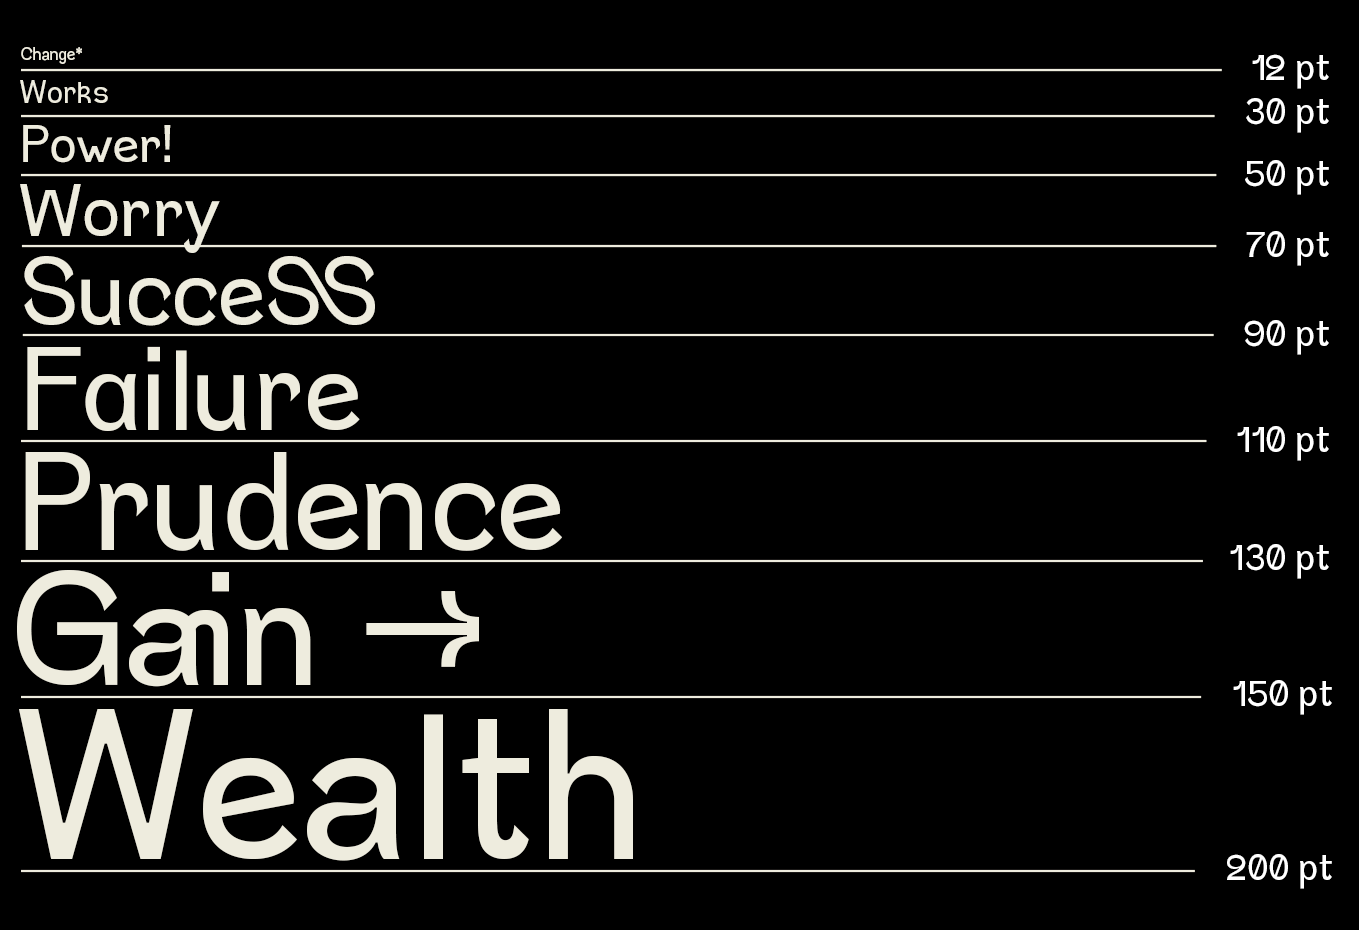 Change* 12 pt
Works 30 pt
Power! 50 pt
Worry 70 pt
SucceSS 90 pt
Failure 110 pt
Prudence 130 pt
Gain → 150 pt
Wealth 200 pt